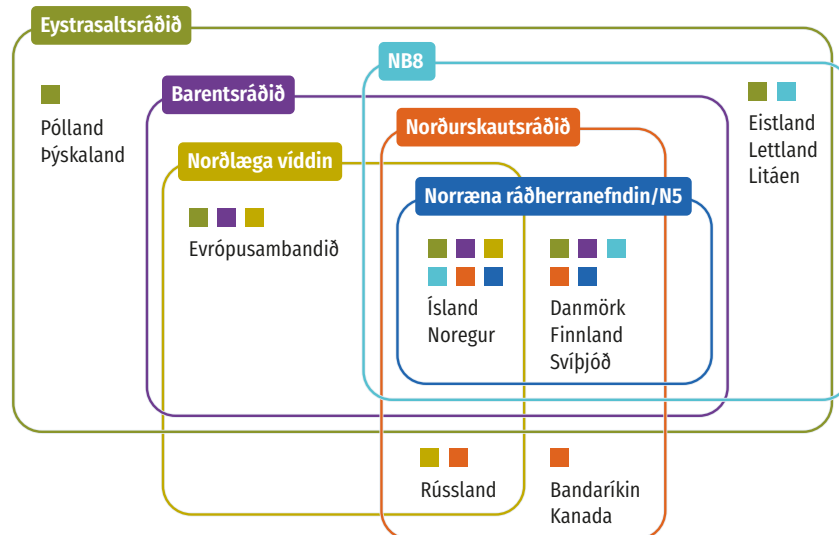 Eystrasaltsráðið
NB8
Barentsráðið
Norðurskautsráðið
Norðlæga víddin
Norræna ráðherranefndin/N5
Pólland
Þýskaland
Eistland
Lettland
Litáen
Evrópusambandið
Ísland
Noregur
Danmörk
Finnland
Svíþjóð
Rússland
Bandaríkin
Kanada